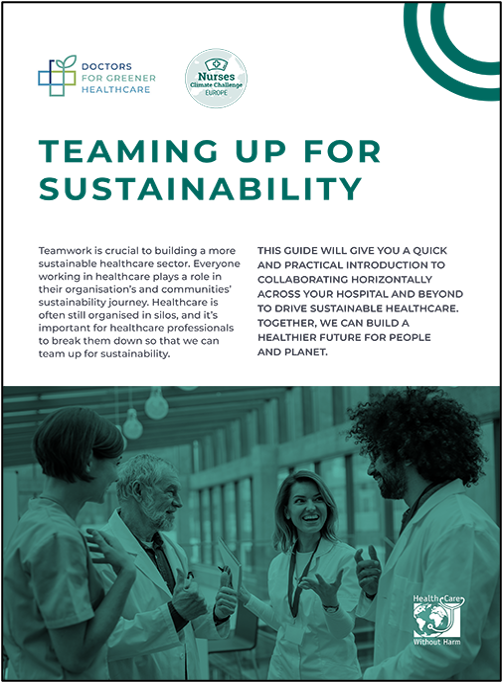 DOCTORS
FOR GREENER
HEALTHCARE
Nurses
Climate Challenge
EUROPE
TEAMING UP FOR
SUSTAINABILITY
Teamwork is crucial to building a more
sustainable healthcare sector. Everyone
working in healthcare plays a role in
their organisation's and communities'
sustainability journey. Healthcare is
often still organised in silos, and it's
important for healthcare professionals
to break them down so that we can
team up for sustainability.
THIS GUIDE WILL GIVE YOU A QUICK
AND PRACTICAL INTRODUCTION TO
COLLABORATING HORIZONTALLY
ACROSS YOUR HOSPITAL AND BEYOND
TO DRIVE SUSTAINABLE HEALTHCARE.
TOGETHER, WE CAN BUILD A
HEALTHIER FUTURE FOR PEOPLE
AND PLANET.
Health Care
Without Harm